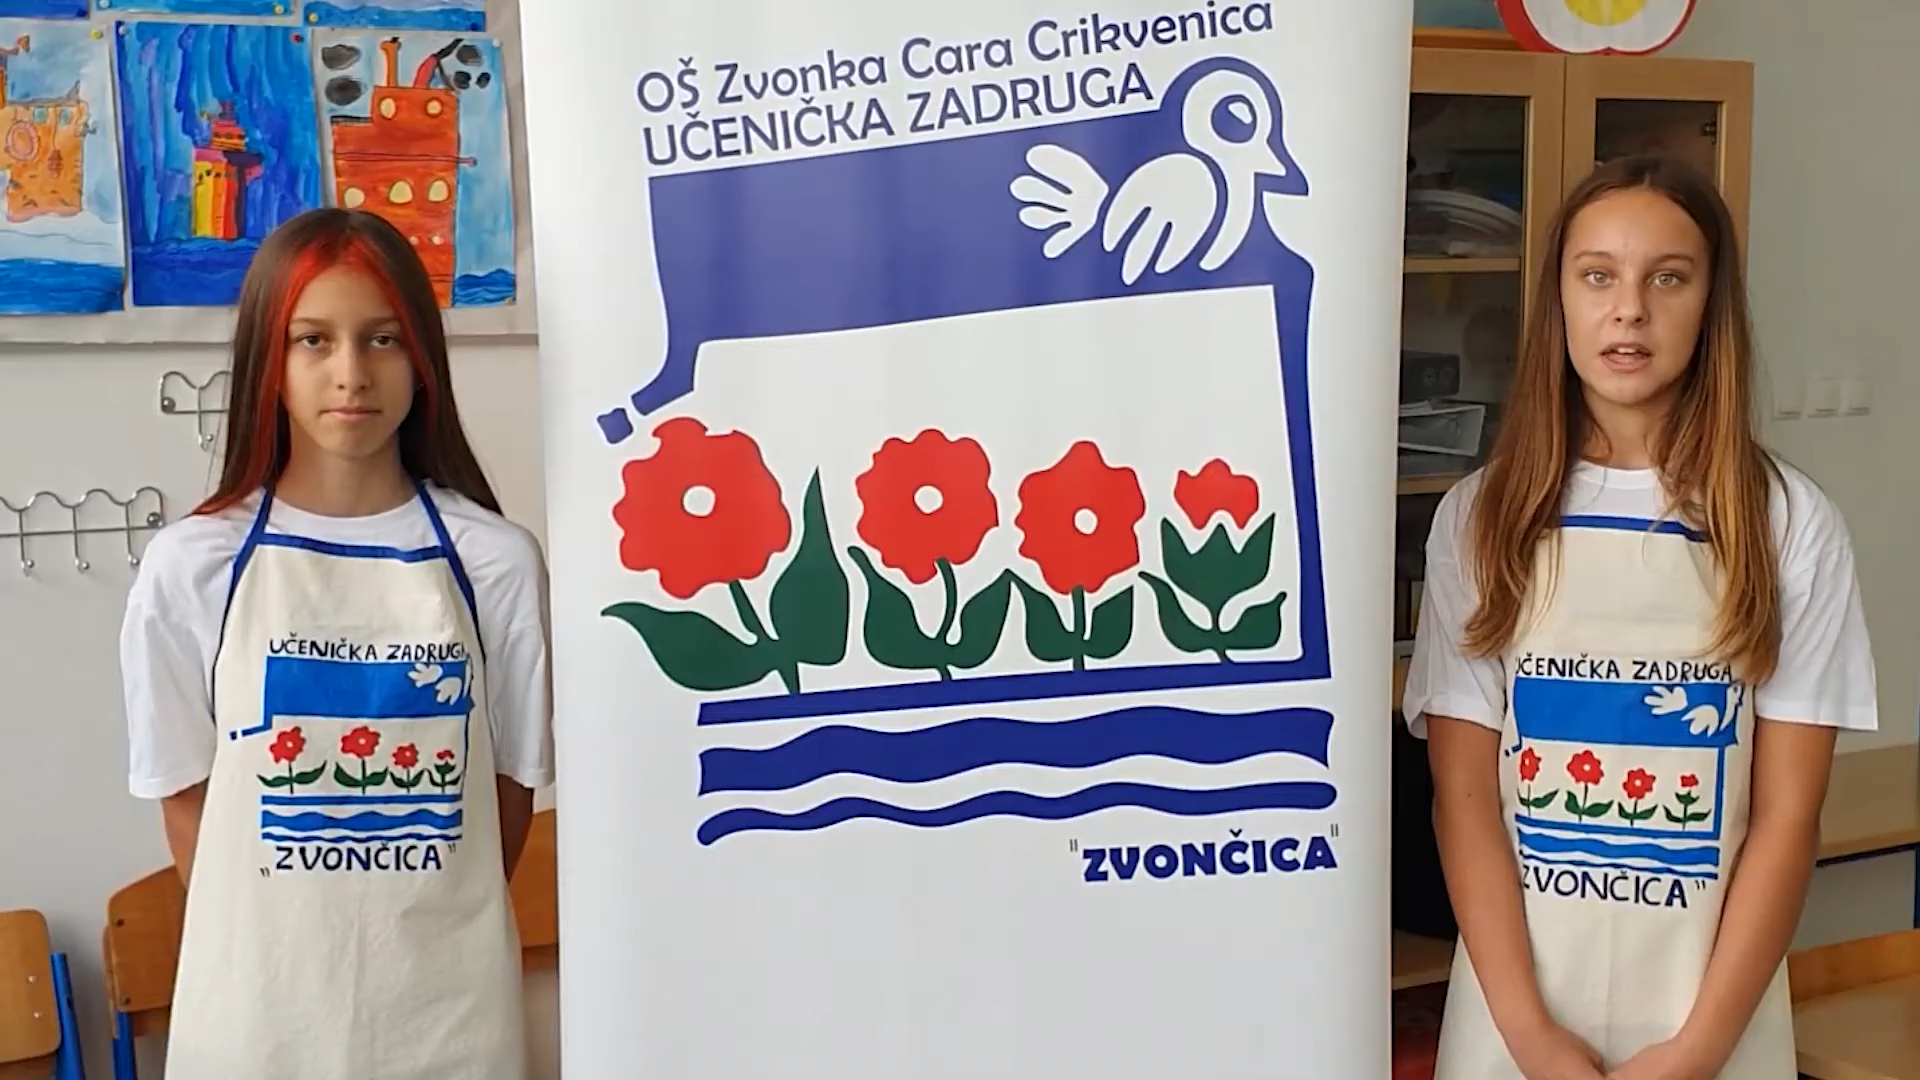 OŠ Zvonka Cara Crikvenica
UČENIČKA ZADRUGA
"ZVONČICA"
UČENIČKA ZADRUGA
„ZVONČICA”
UČENIČKA ZADRUGA
ZVONČICA”